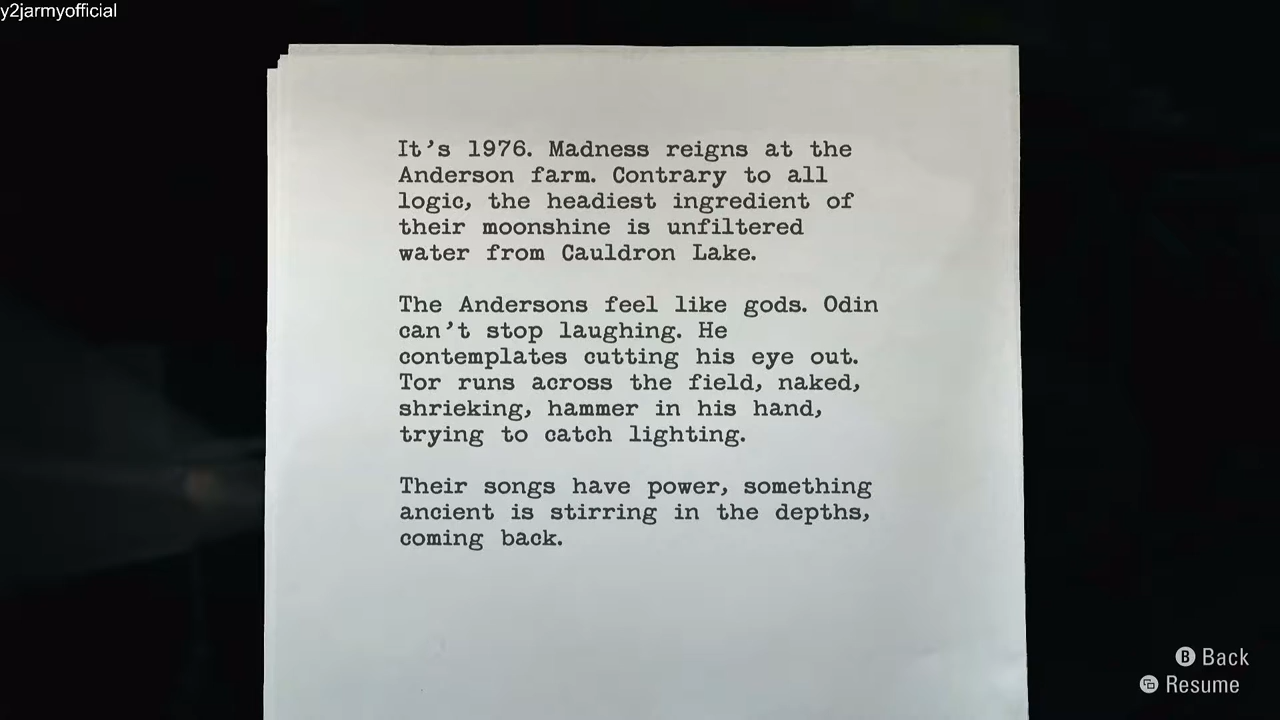 y2jarmyofficial
It's 1976. Madness reigns at the
Anderson farm. Contrary to all
logic, the headiest ingredient of
their moonshine is unfiltered
water from Cauldron Lake.
The Andersons feel like gods. Odin
can't stop laughing. He
contemplates cutting his eye out.
Tor runs across the field, naked,
shrieking, hammer in his hand,
trying to catch lighting.
Their songs have power, something
ancient is stirring in the depths,
coming back.
B Back
Resume